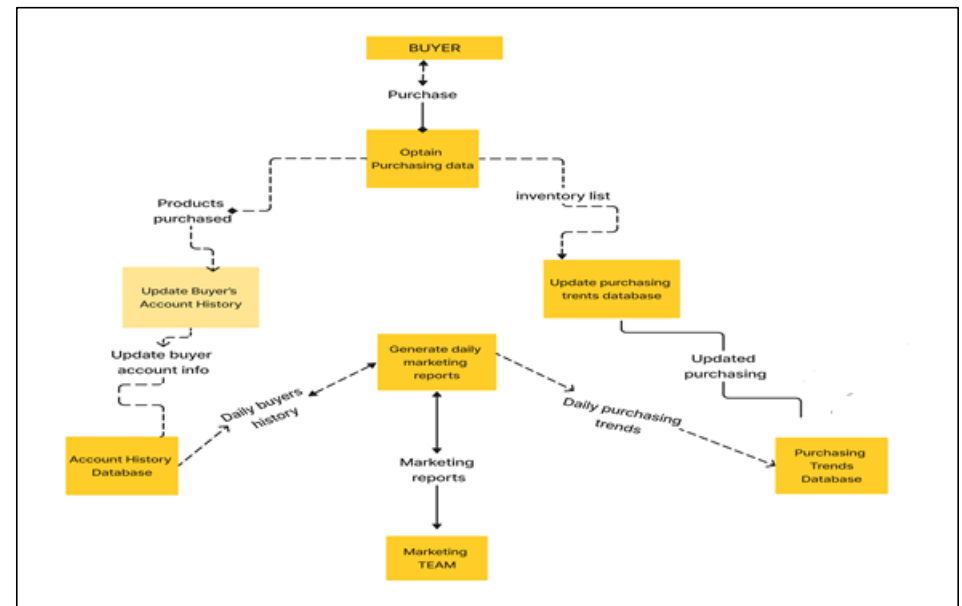 BUYER
Purchase
Optain
Purchasing data
inventory list
Products
purchased
Update Buyer's
Account History
Update purchasing
trents database
Update buyer
account info
Generate daily
marketing
reports
Updated
purchasing
Daily buyers
history
Daily purchasing
trends
Account History
Database
Marketing
reports
Purchasing
Trends
Database
Marketing
TEAM